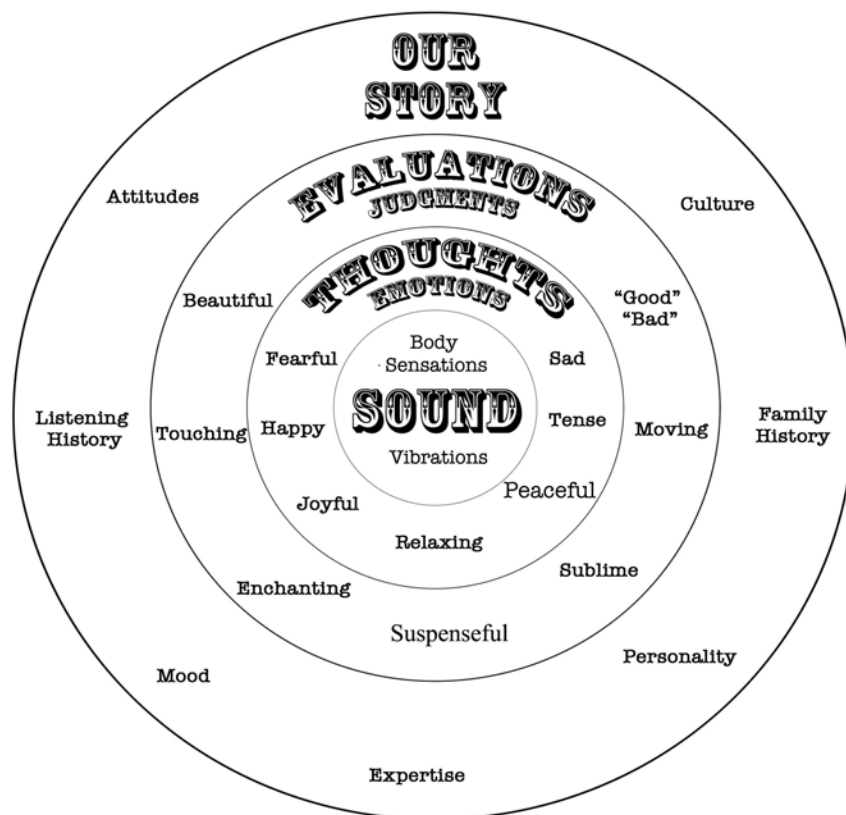 OUR
STORY
EVALUATIONS
JUDGMENTS
Attitudes
Culture
THOUGHTS
EMOTIONS
Beautiful
“Good”
“Bad”
Body
Sensations
Fearful
Sad
SOUND
Listening
History
Touching
Happy
Tense
Moving
Family
History
Vibrations
Joyful
Peaceful
Relaxing
Enchanting
Sublime
Suspenseful
Mood
Personality
Expertise